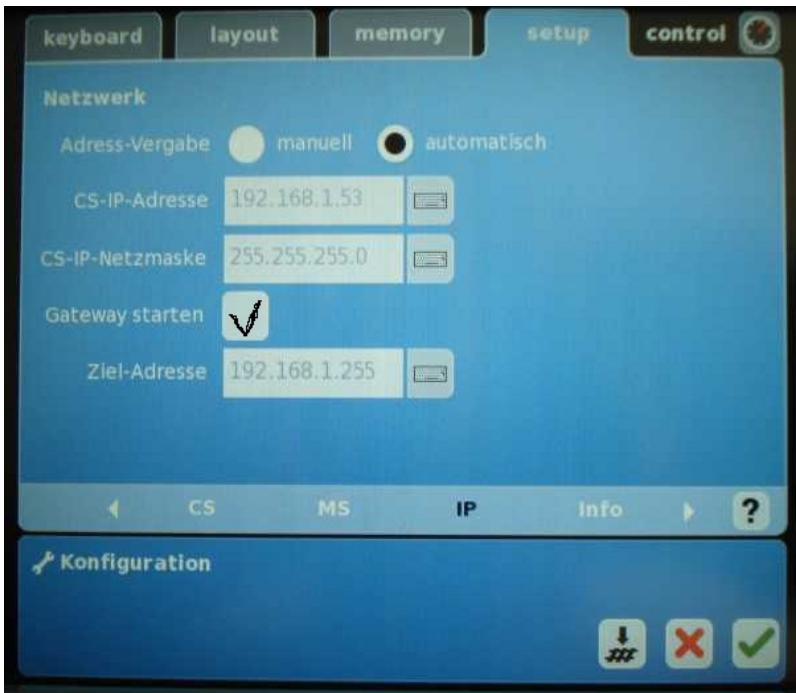 keyboard layout memory setup control
Netzwerk
Adress-Vergabe manuell automatisch
CS-IP-Adresse 192.168.1.53
CS-IP-Netzmaske 255.255.255.0
Gateway starten
Ziel-Adresse 192.168.1.255
CS MS IP Info ?
Konfiguration